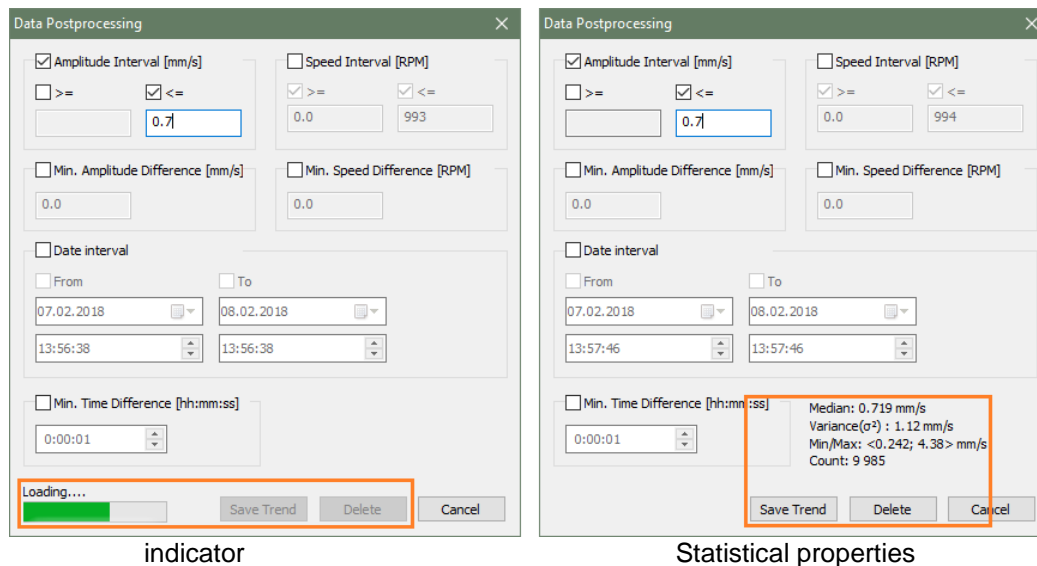 Data Postprocessing
Amplitude Interval [mm/s]
Speed Interval [RPM]
>=
<=
>=
<=
0.7
0.0
993
Min. Amplitude Difference [mm/s]
Min. Speed Difference [RPM]
0.0
0.0
Date interval
From
To
07.02.2018
08.02.2018
13:56:38
13:56:38
Min. Time Difference [hh:mm:ss]
0:00:01
Loading....
Save Trend
Delete
Cancel
indicator
Data Postprocessing
Amplitude Interval [mm/s]
Speed Interval [RPM]
>=
<=
>=
<=
0.7
0.0
994
Min. Amplitude Difference [mm/s]
Min. Speed Difference [RPM]
0.0
0.0
Date interval
From
To
07.02.2018
08.02.2018
13:57:46
13:57:46
Min. Time Difference [hh:mm:ss]
0:00:01
Median: 0.719 mm/s
Variance(σ²) : 1.12 mm/s
Min/Max: <0.242; 4.38> mm/s
Count: 9 985
Save Trend
Delete
Cancel
Statistical properties